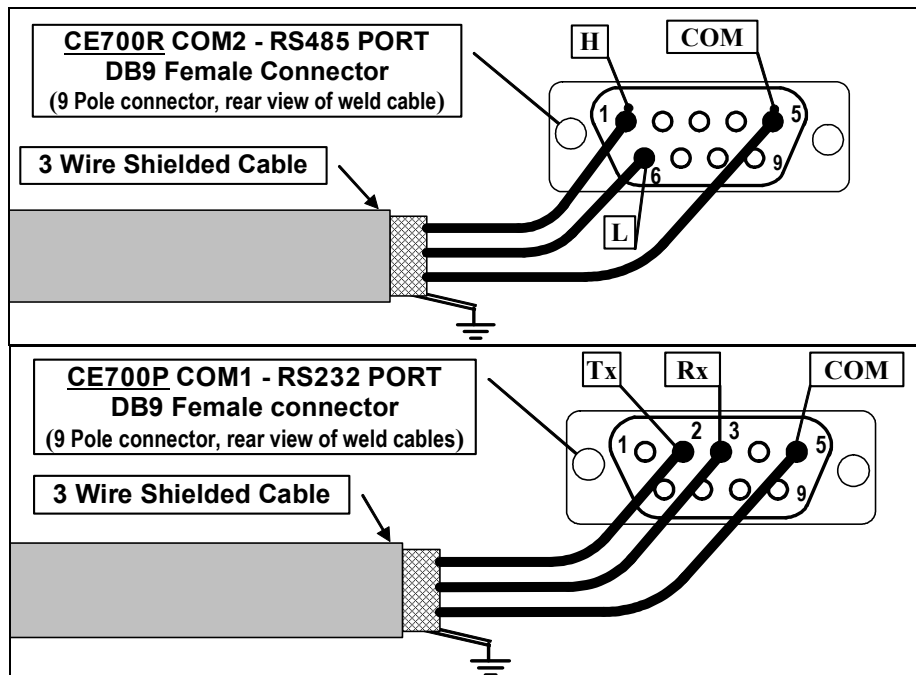 CE700R COM2 - RS485 PORT
DB9 Female Connector
(9 Pole connector, rear view of weld cable)
H
COM
1
5
6
9
L
3 Wire Shielded Cable
CE700P COM1 - RS232 PORT
DB9 Female connector
(9 Pole connector, rear view of weld cables)
Tx
Rx
COM
1
2
3
5
9
3 Wire Shielded Cable